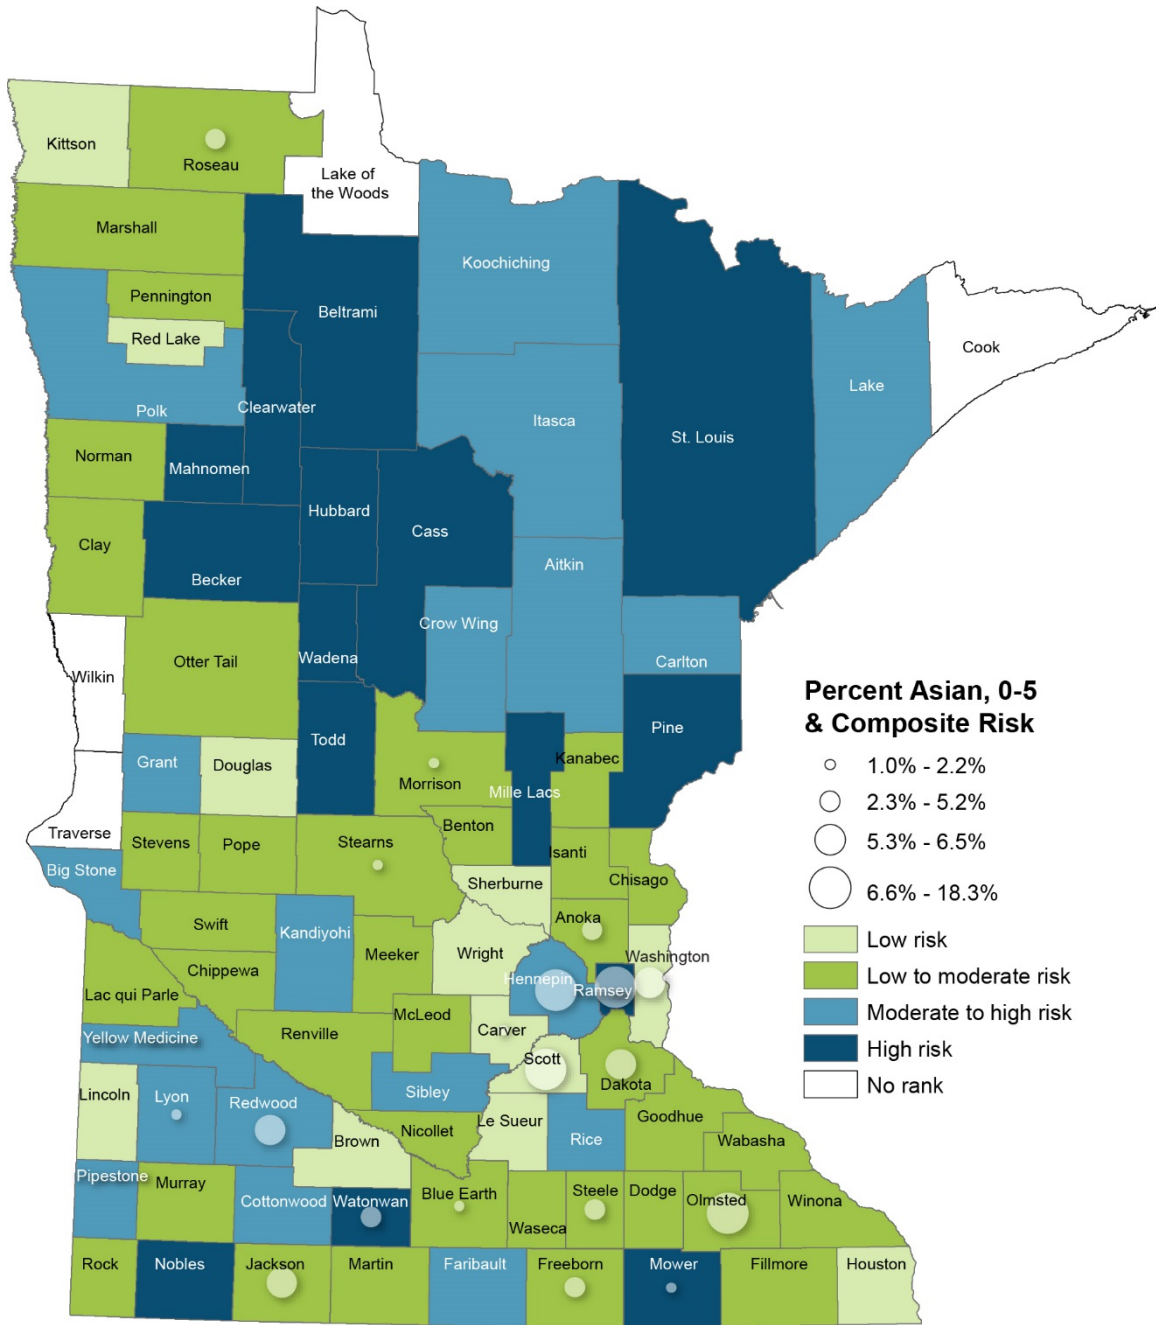 Kittson
Roseau
Lake of
the Woods
Marshall
Koochiching
Pennington
Beltrami
Red Lake
Cook
Lake
Polk
Clearwater
Itasca
St. Louis
Norman
Mahnomen
Hubbard
Cass
Clay
Becker
Aitkin
Crow Wing
Otter Tail
Wadena
Carlton
Wilkin
Percent Asian, 0-5
& Composite Risk
1.0% - 2.2%
2.3% - 5.2%
5.3% - 6.5%
6.6% - 18.3%
Low risk
Low to moderate risk
Moderate to high risk
High risk
No rank
Pine
Todd
Grant
Douglas
Kanabec
Morrison
Mille Lacs
Traverse
Stevens
Pope
Stearns
Benton
Isanti
Big Stone
Chisago
Sherburne
Swift
Kandiyohi
Anoka
Meeker
Wright
Washington
Chippewa
Hennepin
Ramsey
Lac qui Parle
McLeod
Renville
Carver
Yellow Medicine
Scott
Dakota
Lincoln
Lyon
Redwood
Sibley
Goodhue
Le Sueur
Nicollet
Brown
Rice
Wabasha
Pipestone
Murray
Cottonwood
Watonwan
Blue Earth
Steele
Dodge
Olmsted
Winona
Waseca
Rock
Nobles
Jackson
Martin
Faribault
Freeborn
Mower
Fillmore
Houston